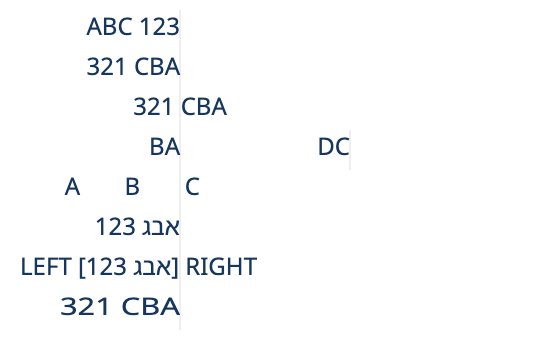 ABC 123
321 CBA
321 CBA
BA DC
A B C
אבג 123
LEFT [אבג 123] RIGHT
321 CBA